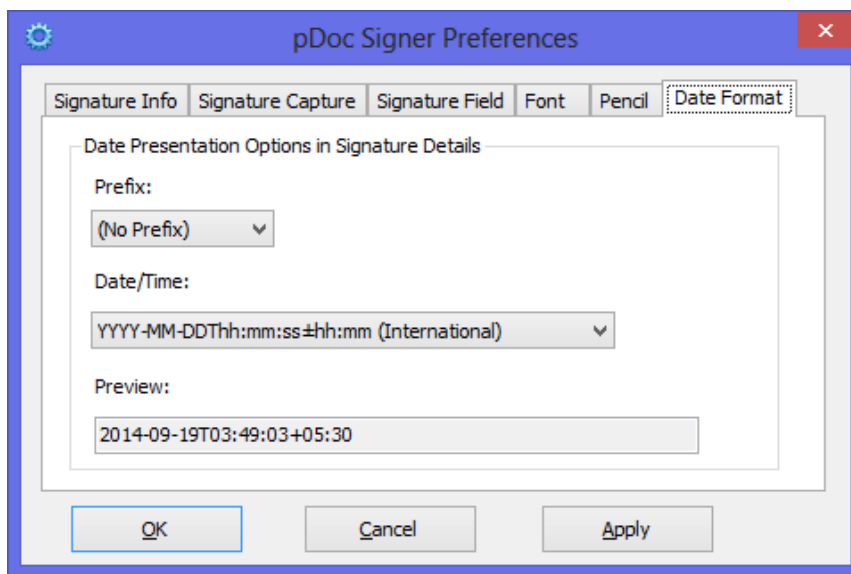 pDoc Signer Preferences
Signature Info Signature Capture Signature Field Font Pencil Date Format
Date Presentation Options in Signature Details
Prefix:
(No Prefix)
Date/Time:
YYYY-MM-DDThh:mm:ss±hh:mm (International)
Preview:
2014-09-19T03:49:03+05:30
OK Cancel Apply